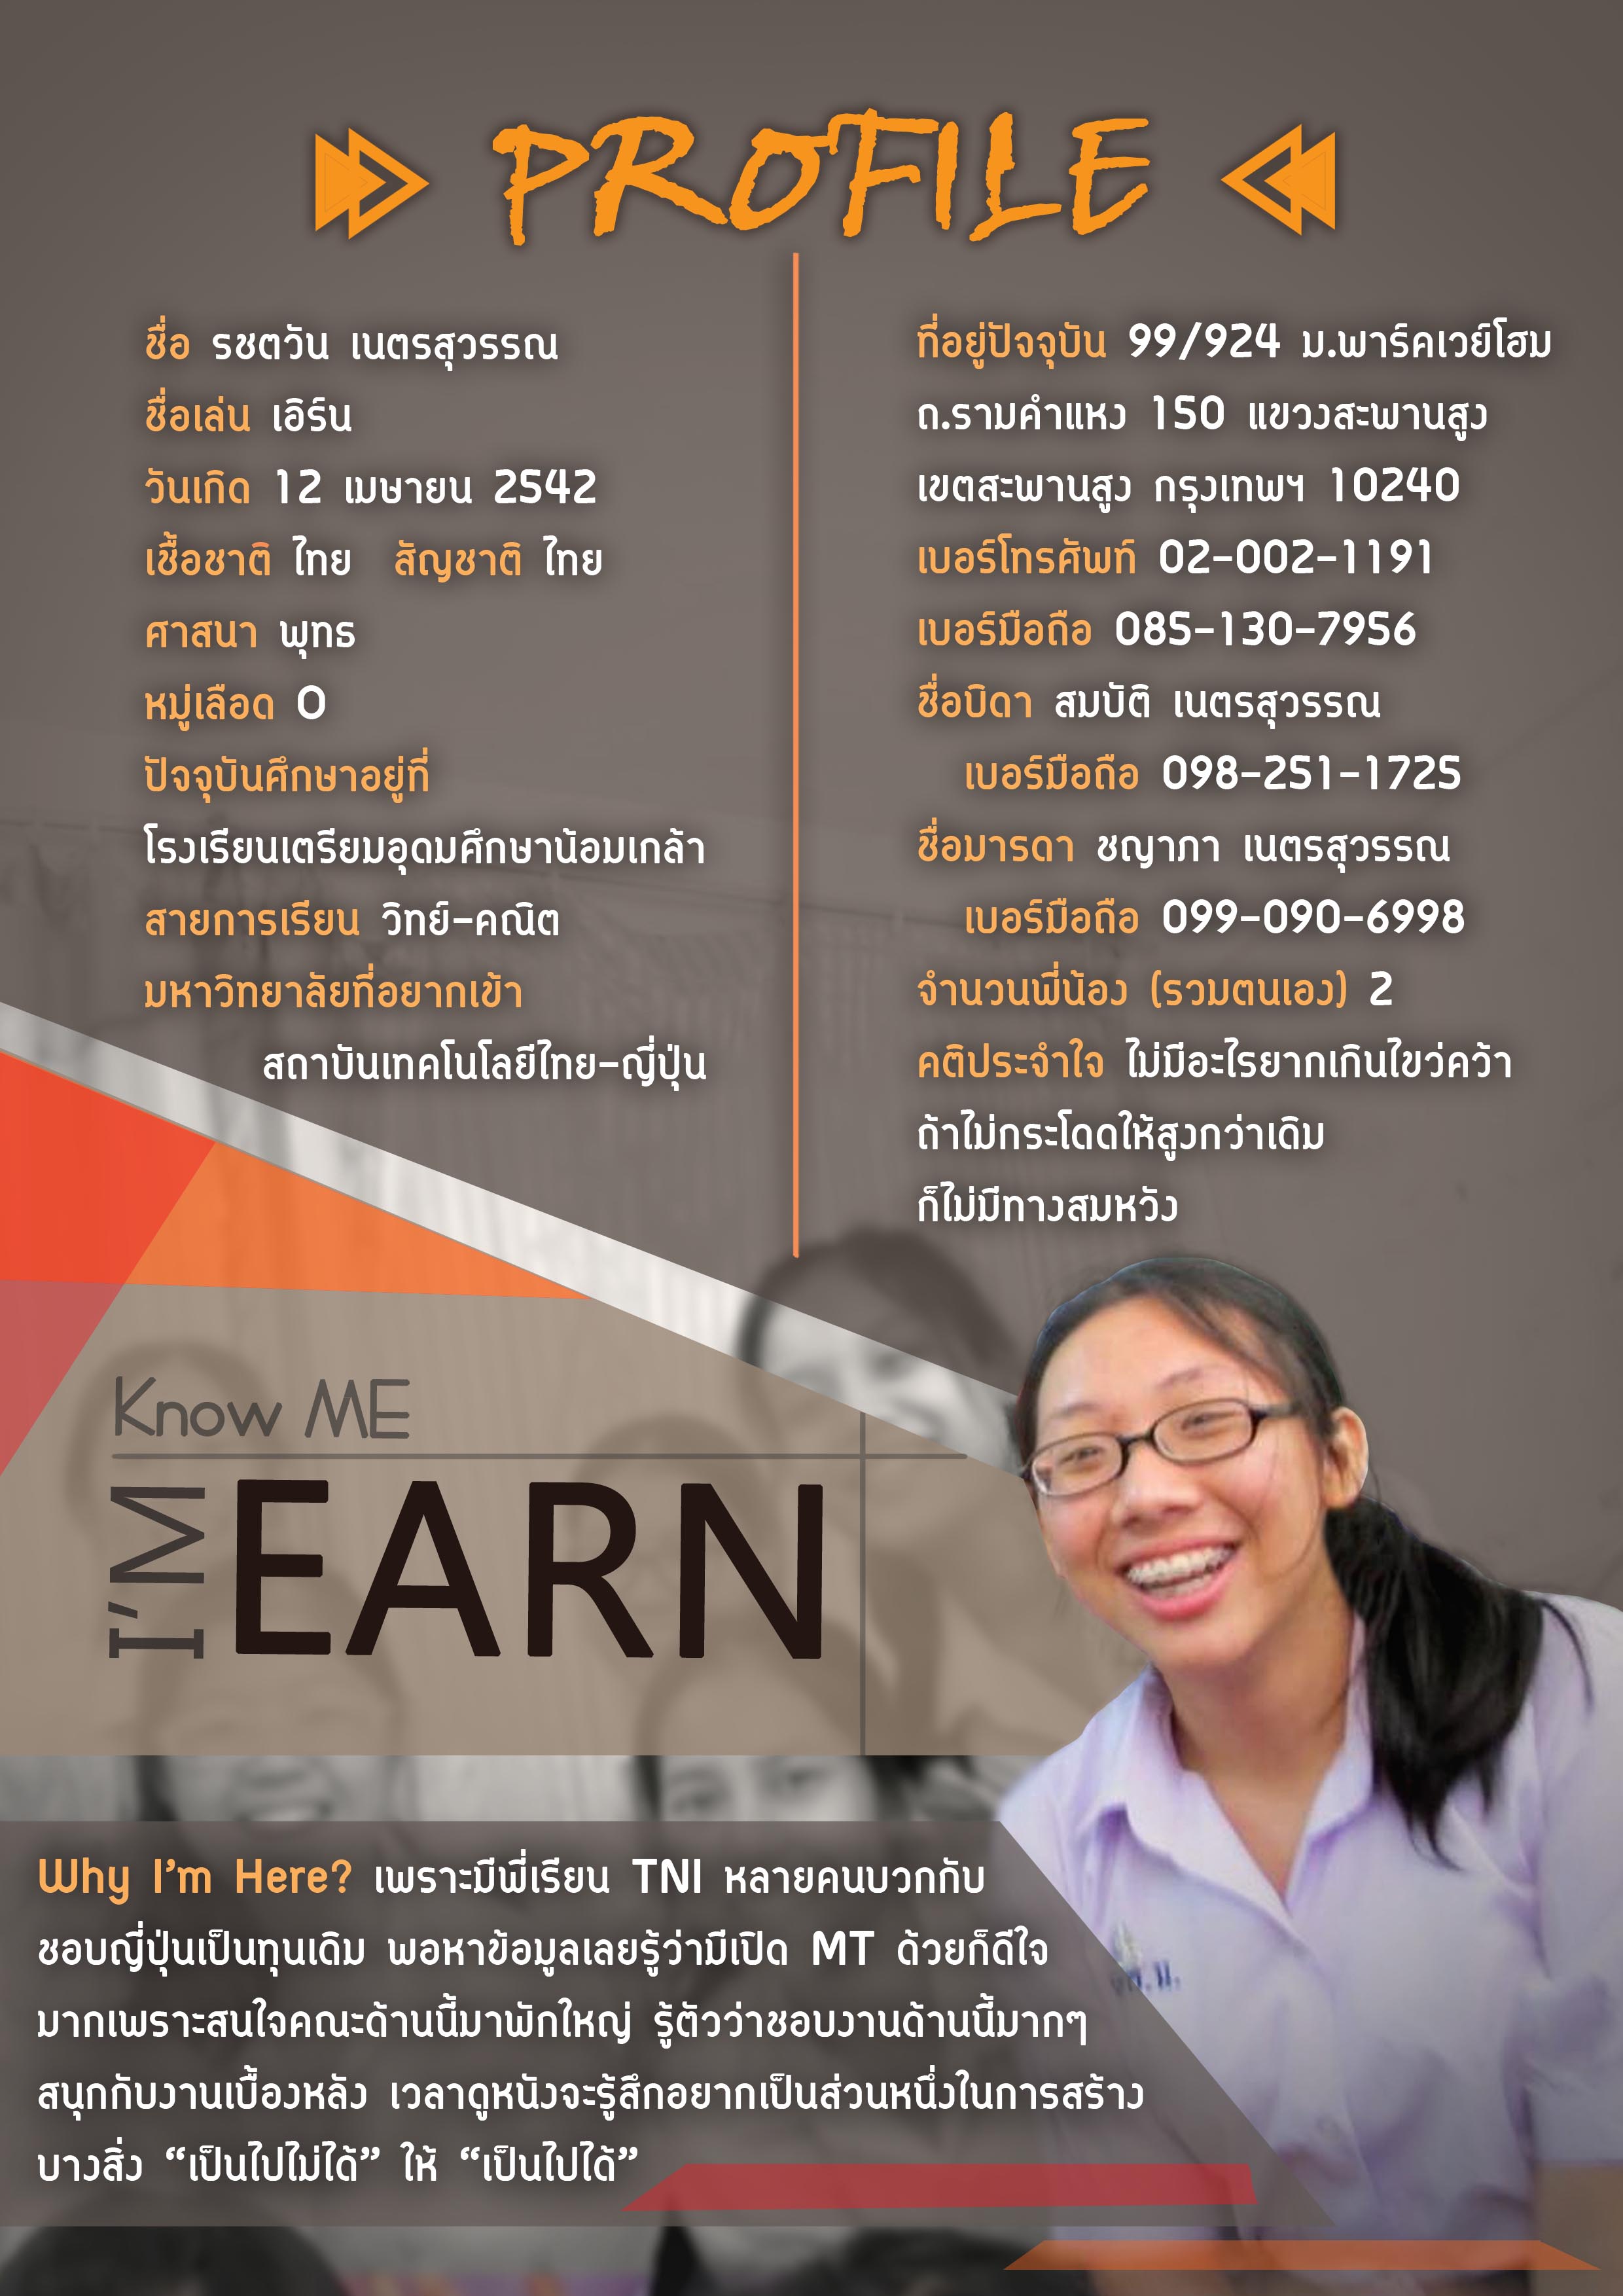 PROFILE
ชื่อ รชตวัน เนตรสุวรรณ
ชื่อเล่น เอิร์น
วันเกิด 12 เมษายน 2542
เชื้อชาติ ไทย สัญชาติ ไทย
ศาสนา พุทธ
หมู่เลือด O
ปัจจุบันศึกษาอยู่ที่
โรงเรียนเตรียมอุดมศึกษาน้อมเกล้า
สายการเรียน วิทย์-คณิต
มหาวิทยาลัยที่อยากเข้า
สถาบันเทคโนโลยีไทย-ญี่ปุ่น
ที่อยู่ปัจจุบัน 99/924 ม.พาร์คเวย์โฮม
ถ.รามคำแหง 150 แขวงสะพานสูง
เขตสะพานสูง กรุงเทพฯ 10240
เบอร์โทรศัพท์ 02-002-1191
เบอร์มือถือ 085-130-7956
ชื่อบิดา สมบัติ เนตรสุวรรณ
เบอร์มือถือ 098-251-1725
ชื่อมารดา ชญาภา เนตรสุวรรณ
เบอร์มือถือ 099-090-6998
จำนวนพี่น้อง (รวมตนเอง) 2
คติประจำใจ ไม่มีอะไรยากเกินไขว่คว้า
ถ้าไม่กระโดดให้สูงกว่าเดิม
ก็ไม่มีทางสมหวัง
Know ME
I'M EARN
Why I'm Here? เพราะมีพี่เรียน TNI หลายคนบวกกับ
ชอบญี่ปุ่นเป็นทุนเดิม พอหาข้อมูลเลยรู้ว่ามีเปิด MT ด้วยก็ดีใจ
มากเพราะสนใจคณะด้านนี้มาพักใหญ่ รู้ตัวว่าชอบงานด้านนี้มากๆ
สนุกกับงานเบื้องหลัง เวลาดูหนังจะรู้สึกอยากเป็นส่วนหนึ่งในการสร้าง
บางสิ่ง “เป็นไปไม่ได้” ให้ “เป็นไปได้”